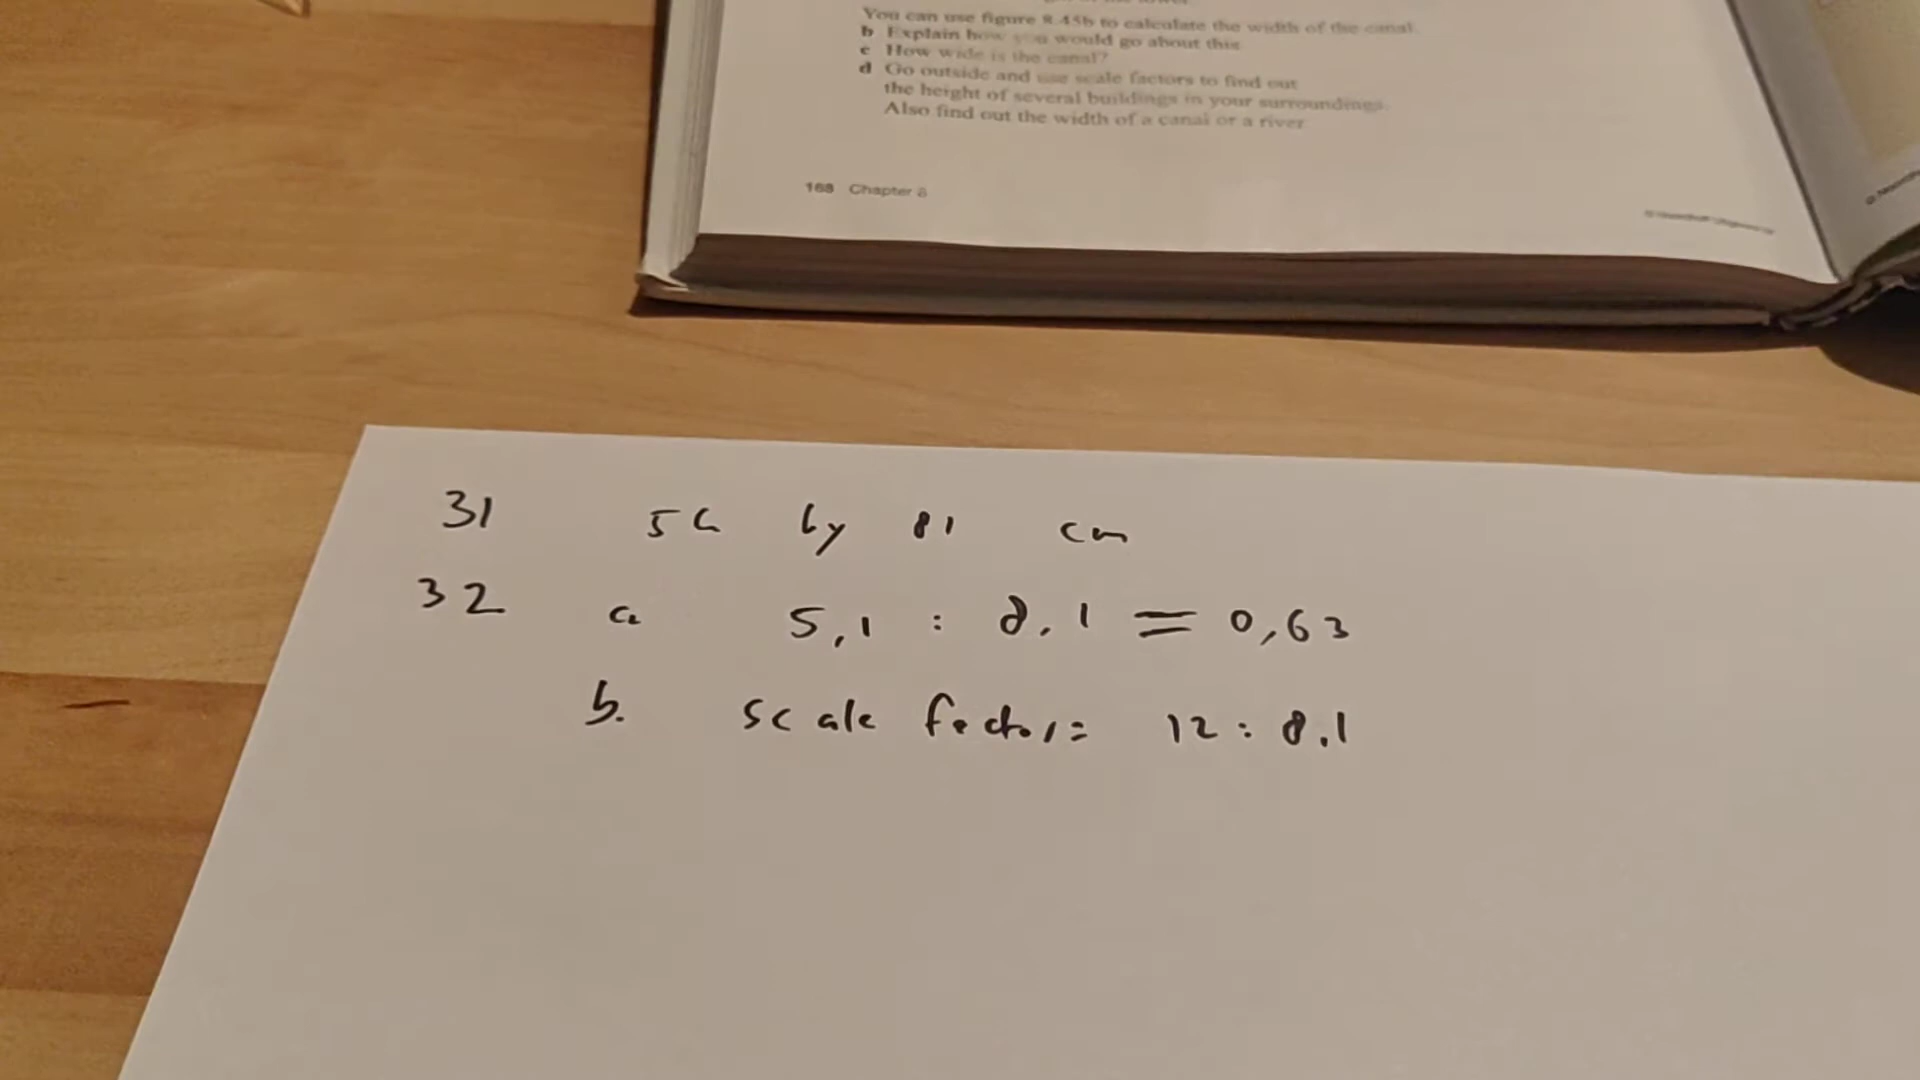 You can use figure 8.45b to calculate the width of the canal.
b Explain how you would go about this.
c How wide is the canal?
d Go outside and use scale factors to find out
the height of several buildings in your surroundings.
Also find out the width of a canal or a river.
168 Chapter 8
31 54 by 81 cm
32 a 5,1 : 8,1 = 0,63
b. scale factor= 12 : 8,1